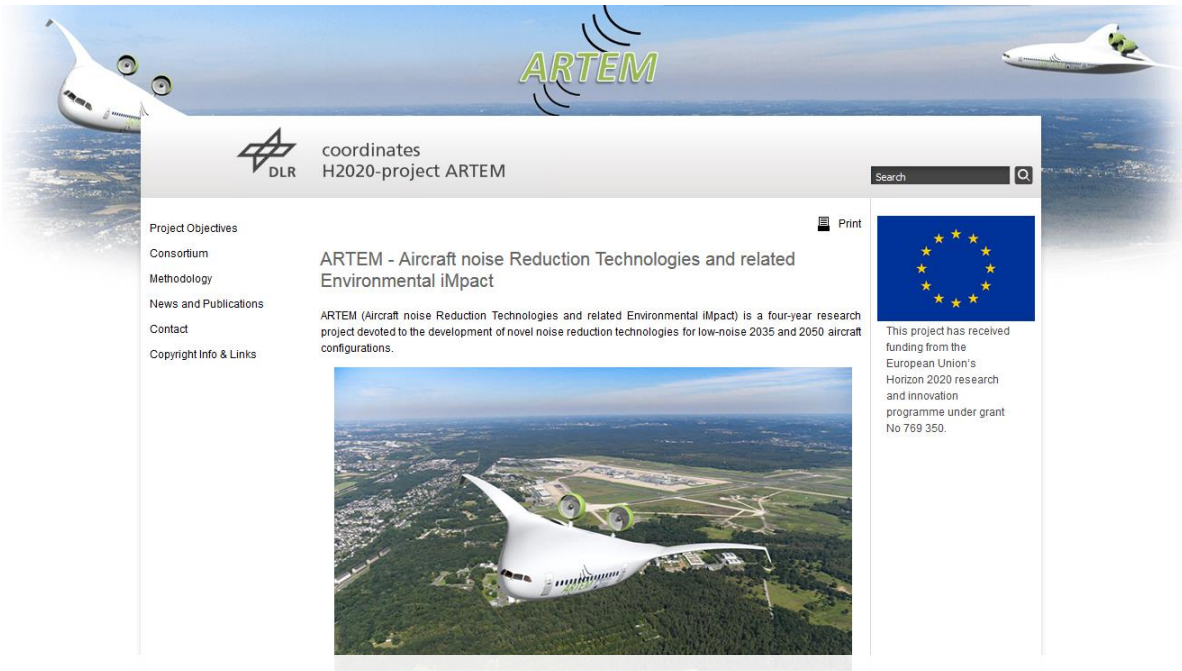 ARTEM
DLR
coordinates
H2020-project ARTEM
Search
Project Objectives
Consortium
Methodology
News and Publications
Contact
Copyright Info & Links
Print
ARTEM - Aircraft noise Reduction Technologies and related
Environmental iMpact
ARTEM (Aircraft noise Reduction Technologies and related Environmental iMpact) is a four-year research
project devoted to the development of novel noise reduction technologies for low-noise 2035 and 2050 aircraft
configurations.
ARTEM
This project has received
funding from the
European Union's
Horizon 2020 research
and innovation
programme under grant
No 769 350.